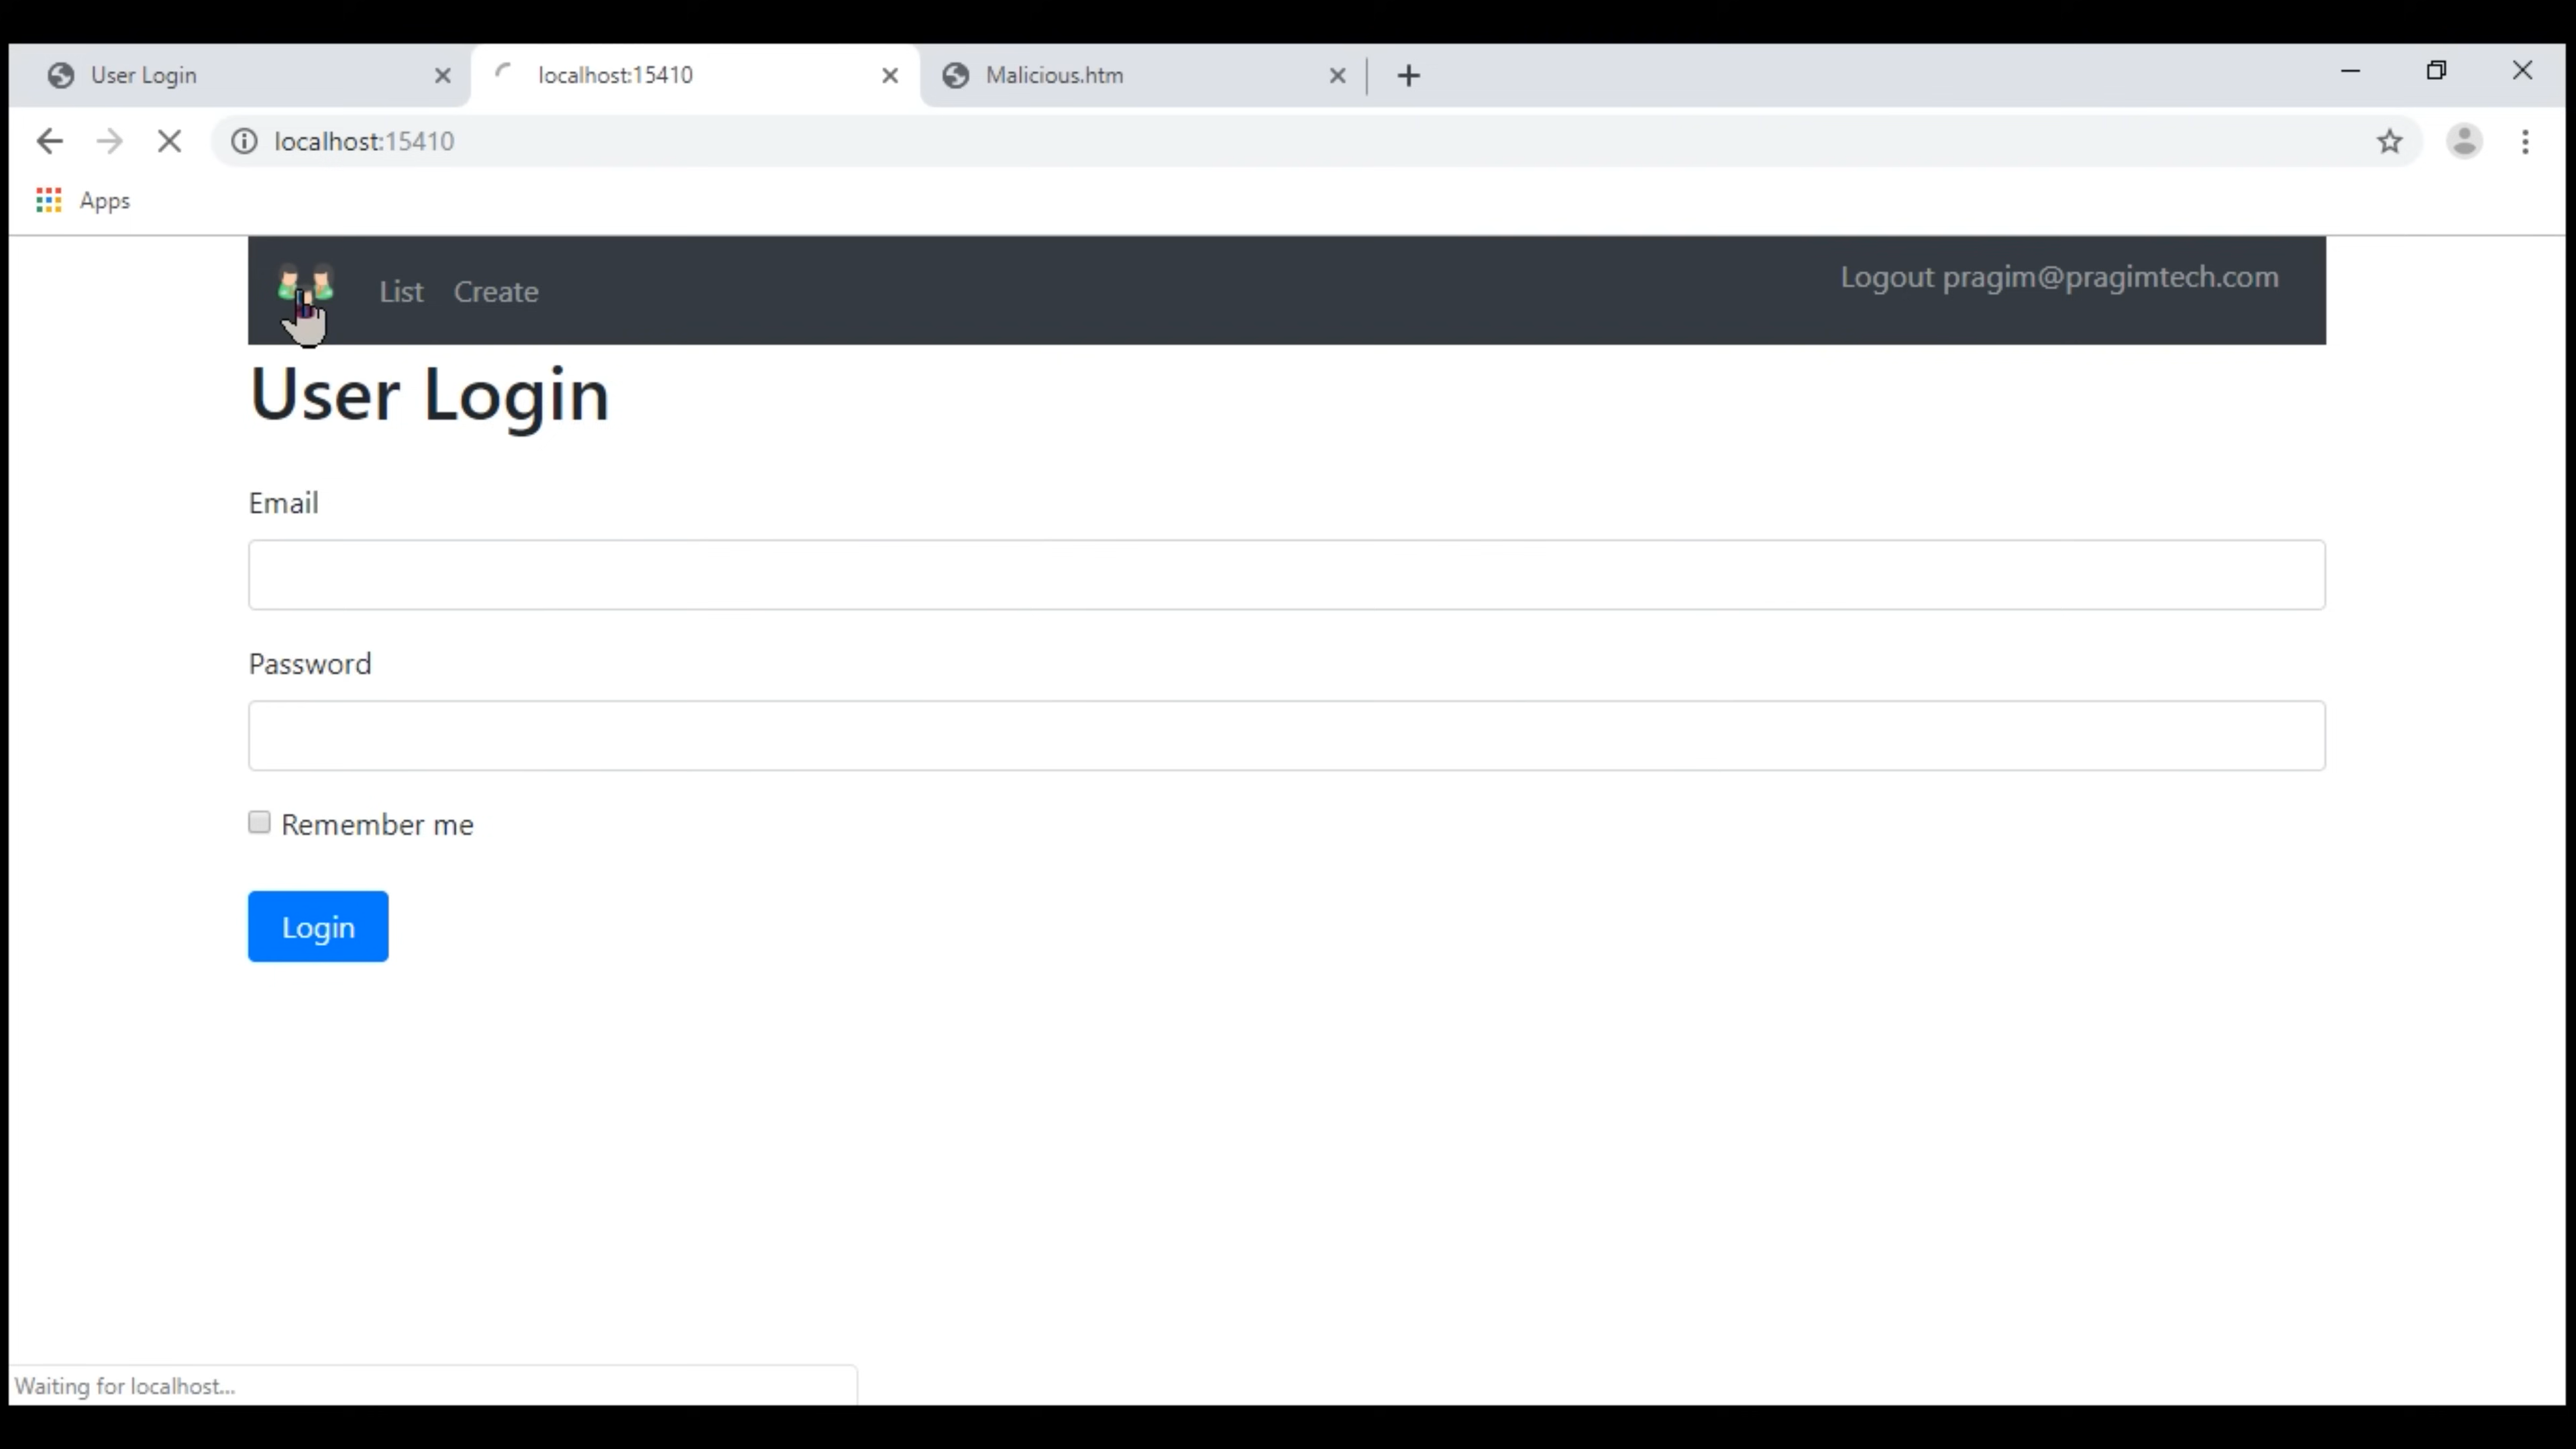 User Login
localhost:15410
Malicious.htm
localhost:15410
Apps
List Create
Logout pragim@pragimtech.com
User Login
Email
Password
Remember me
Login
Waiting for localhost...